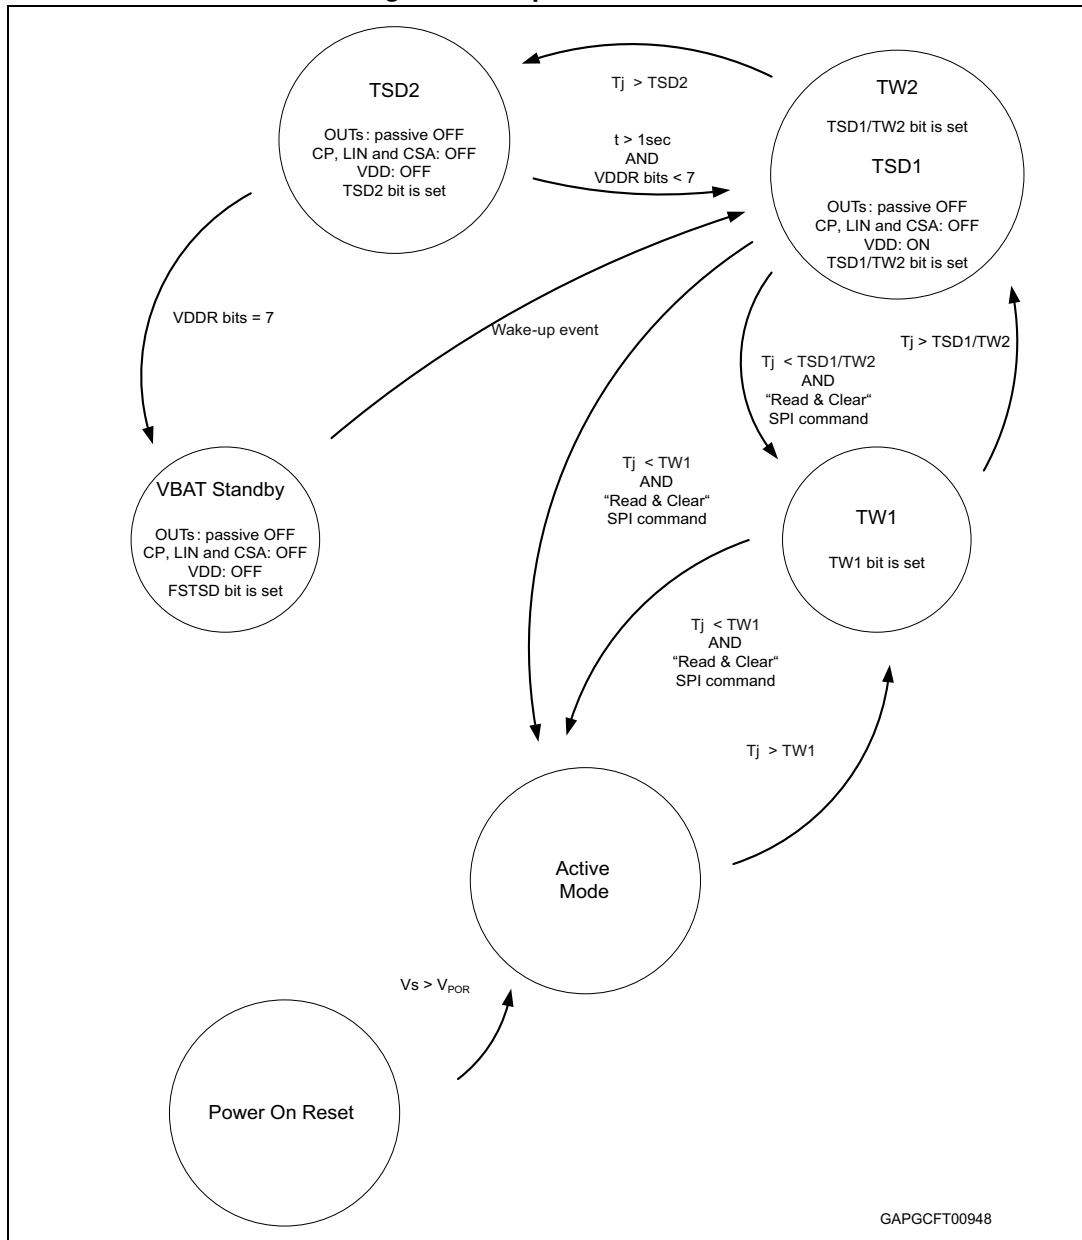 TSD2
OUTs: passive OFF
CP, LIN and CSA: OFF
VDD: OFF
TSD2 bit is set
Tj > TSD2
t > 1sec
AND
VDDR bits < 7
TW2
TSD1/TW2 bit is set
TSD1
OUTs: passive OFF
CP, LIN and CSA: OFF
VDD: ON
TSD1/TW2 bit is set
VDDR bits = 7
Wake-up event
Tj > TSD1/TW2
Tj < TSD1/TW2
AND
“Read & Clear“
SPI command
VBAT Standby
OUTs: passive OFF
CP, LIN and CSA: OFF
VDD: OFF
FSTSD bit is set
Tj < TW1
AND
“Read & Clear“
SPI command
TW1
TW1 bit is set
Tj < TW1
AND
“Read & Clear“
SPI command
Tj > TW1
Active
Mode
Vs > VPOR
Power On Reset
GAPGCFT00948